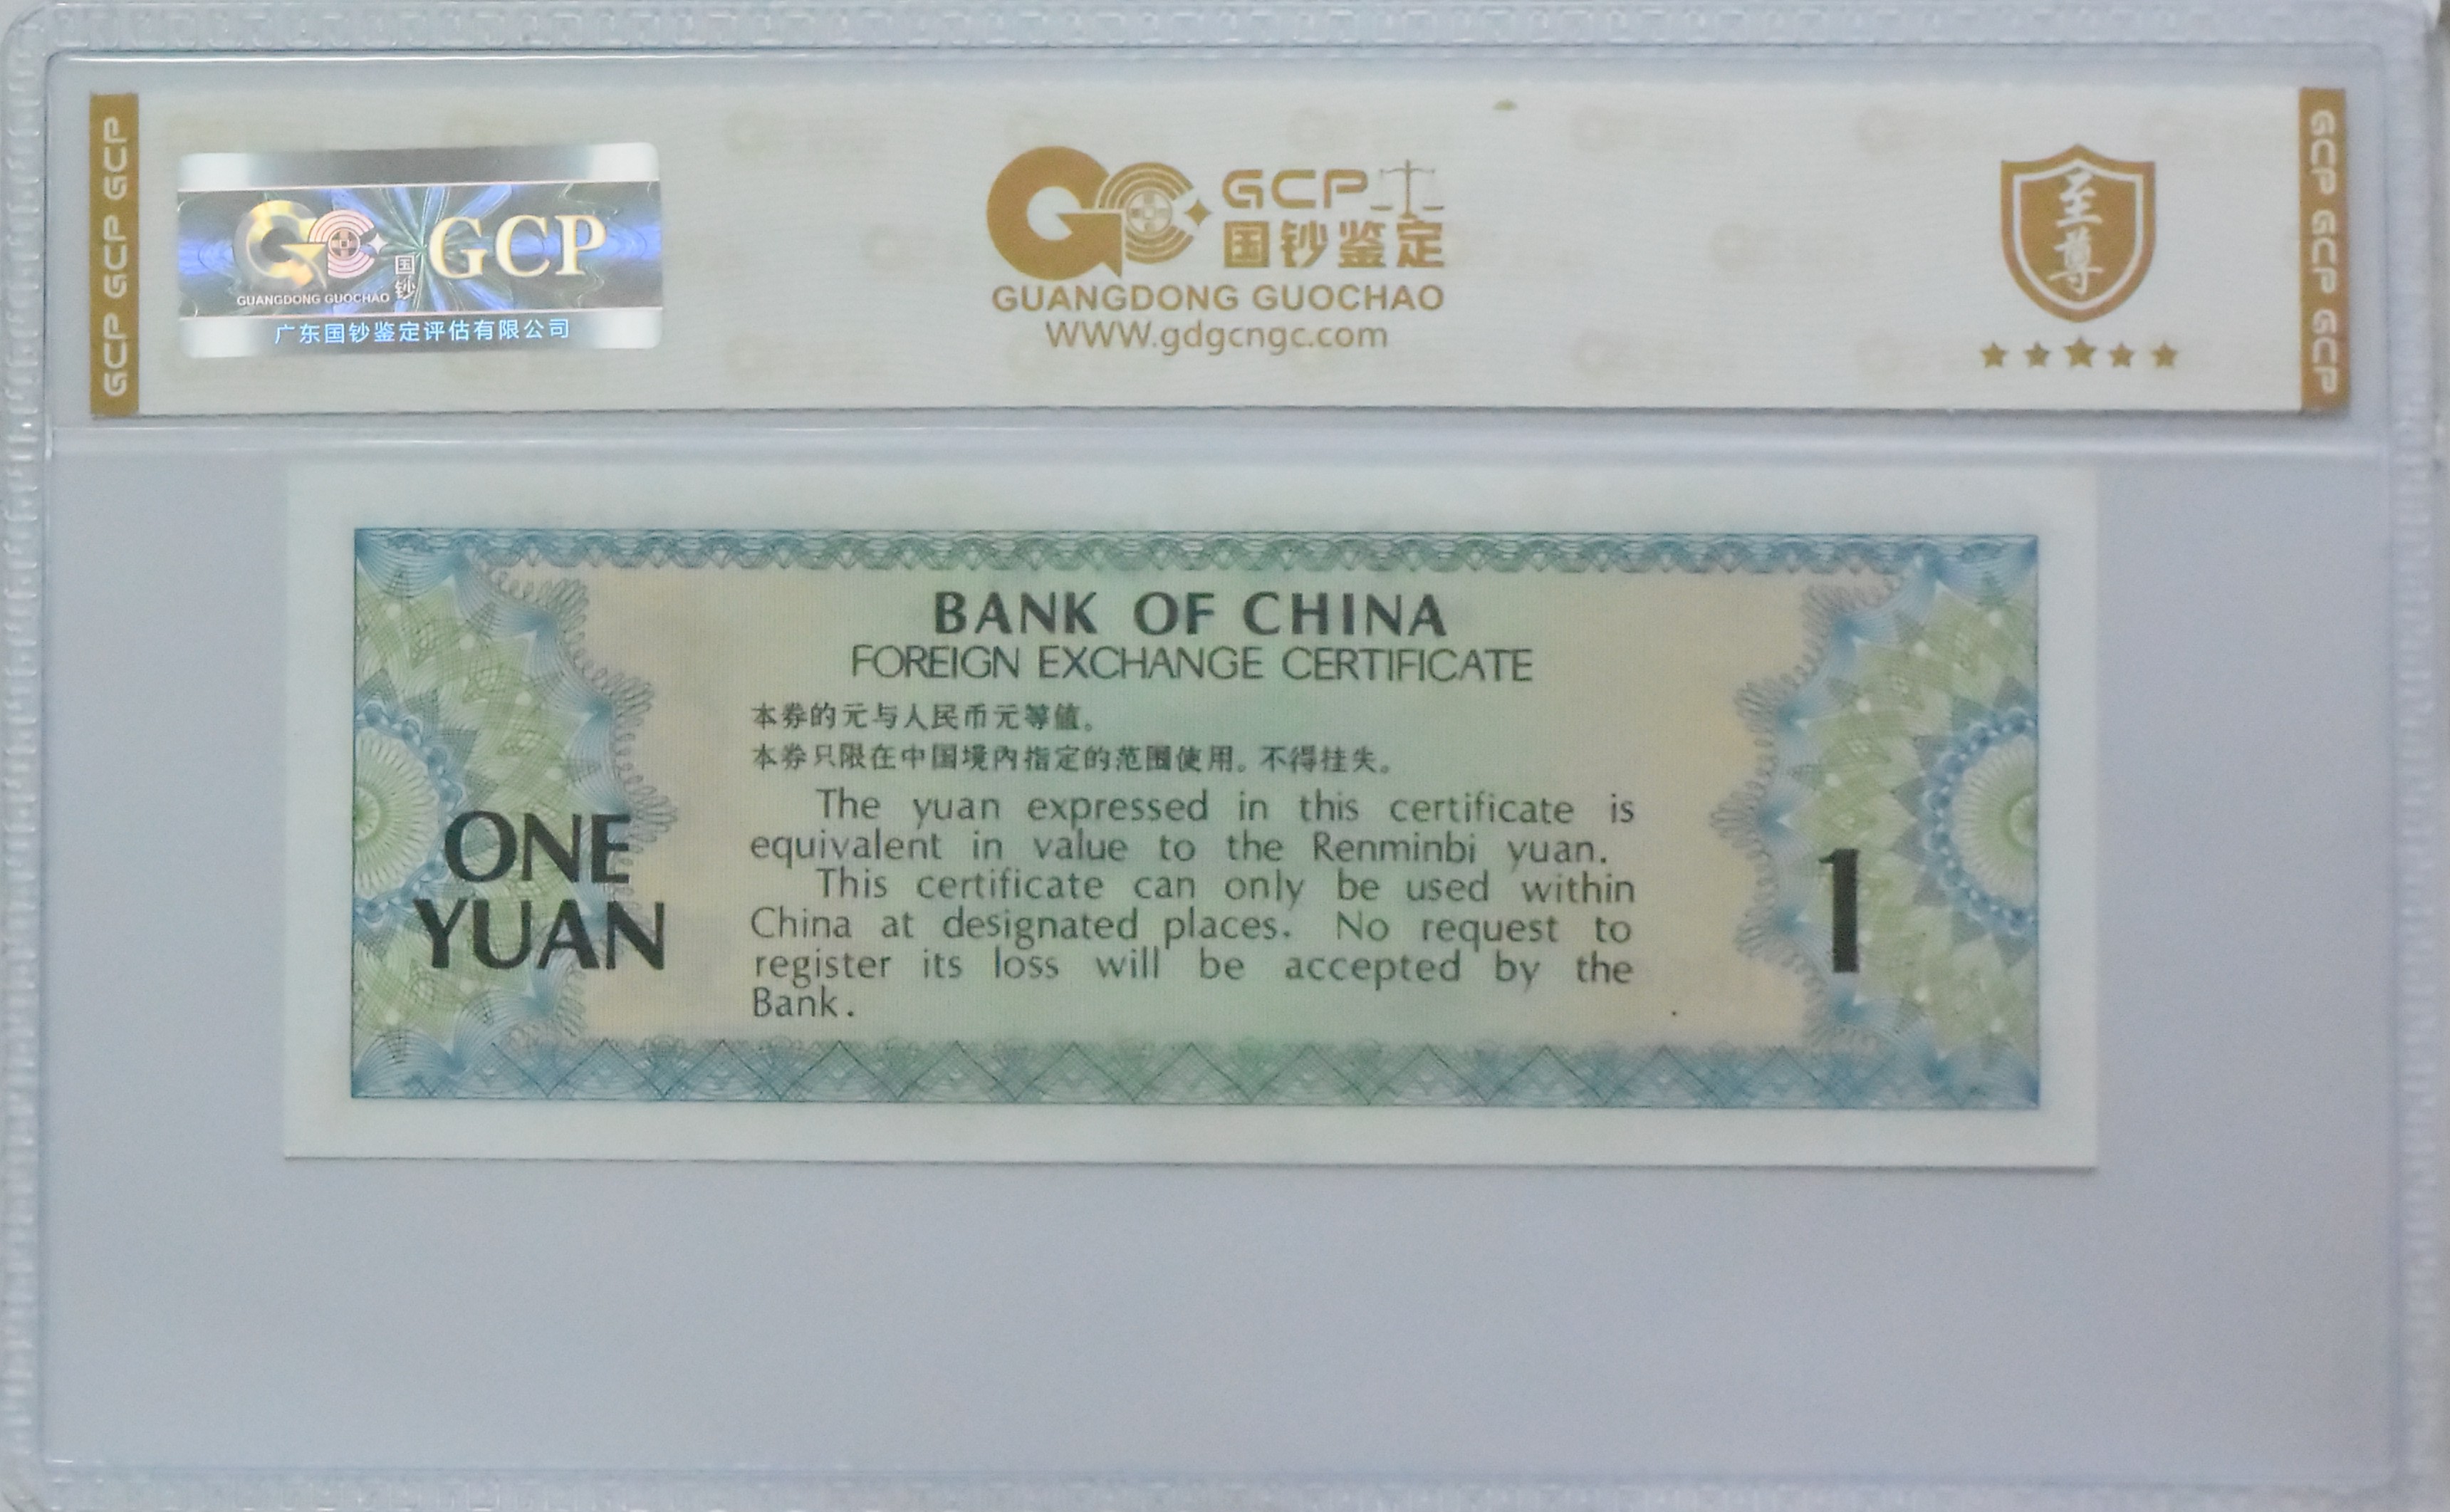 GCP GCP GCP
GCP
国钞
GUANGDONG GUOCHAO
广东国钞鉴定评估有限公司
GCP
国钞鉴定
GUANGDONG GUOCHAO
WWW.gdgcngc.com
至尊
GCP GCP GCP
BANK OF CHINA
FOREIGN EXCHANGE CERTIFICATE
本券的元与人民币元等值。
本券只限在中国境内指定的范围使用。不得挂失。
The yuan expressed in this certificate is
equivalent in value to the Renminbi yuan.
This certificate can only be used within
China at designated places. No request to
register its loss will be accepted by the
Bank.
ONE
YUAN
1